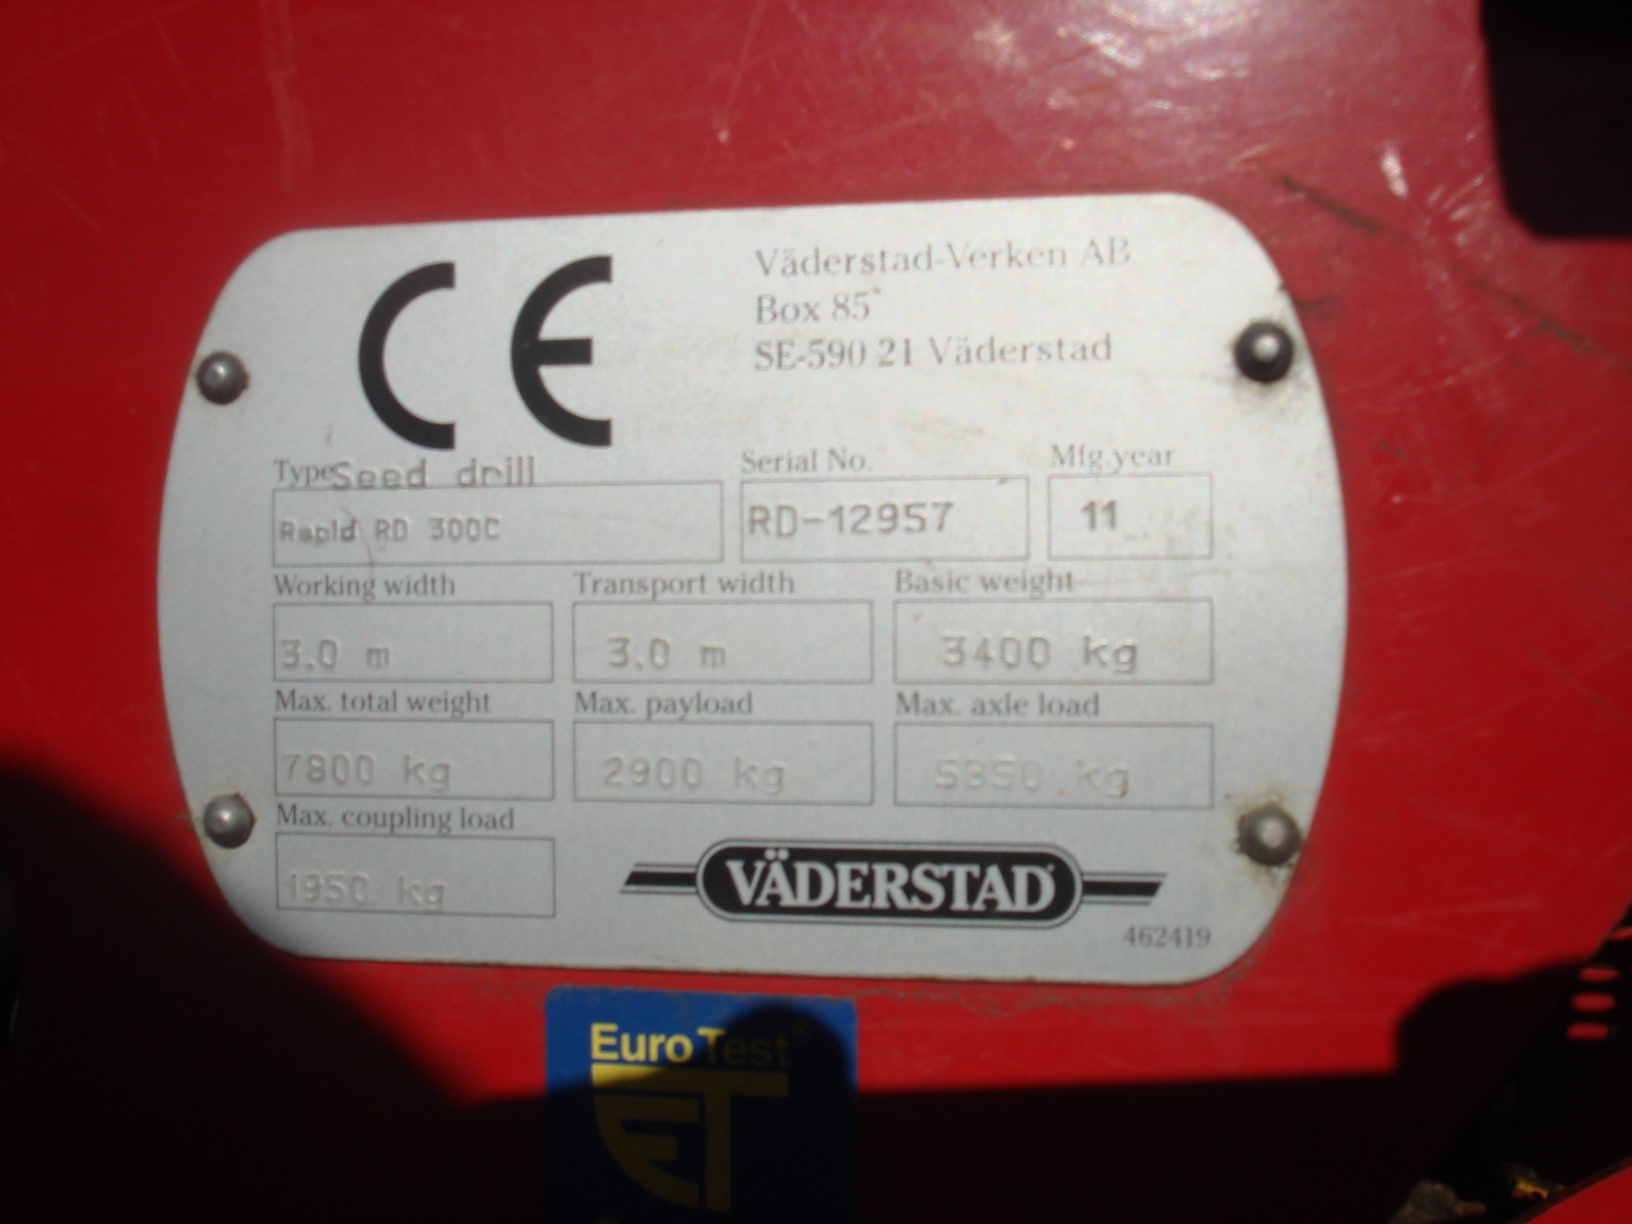 CE
Väderstad-Verken AB
Box 85
SE-590 21 Väderstad
Type Seed drill
Rapid RD 300C
Serial No.
RD-12957
Mfg.year
11
Working width
3.0 m
Transport width
3.0 m
Basic weight
3400 kg
Max. total weight
7800 kg
Max. payload
2900 kg
Max. axle load
5350 kg
Max. coupling load
1950 kg
VÄDERSTAD
462419
EuroTest®
ET